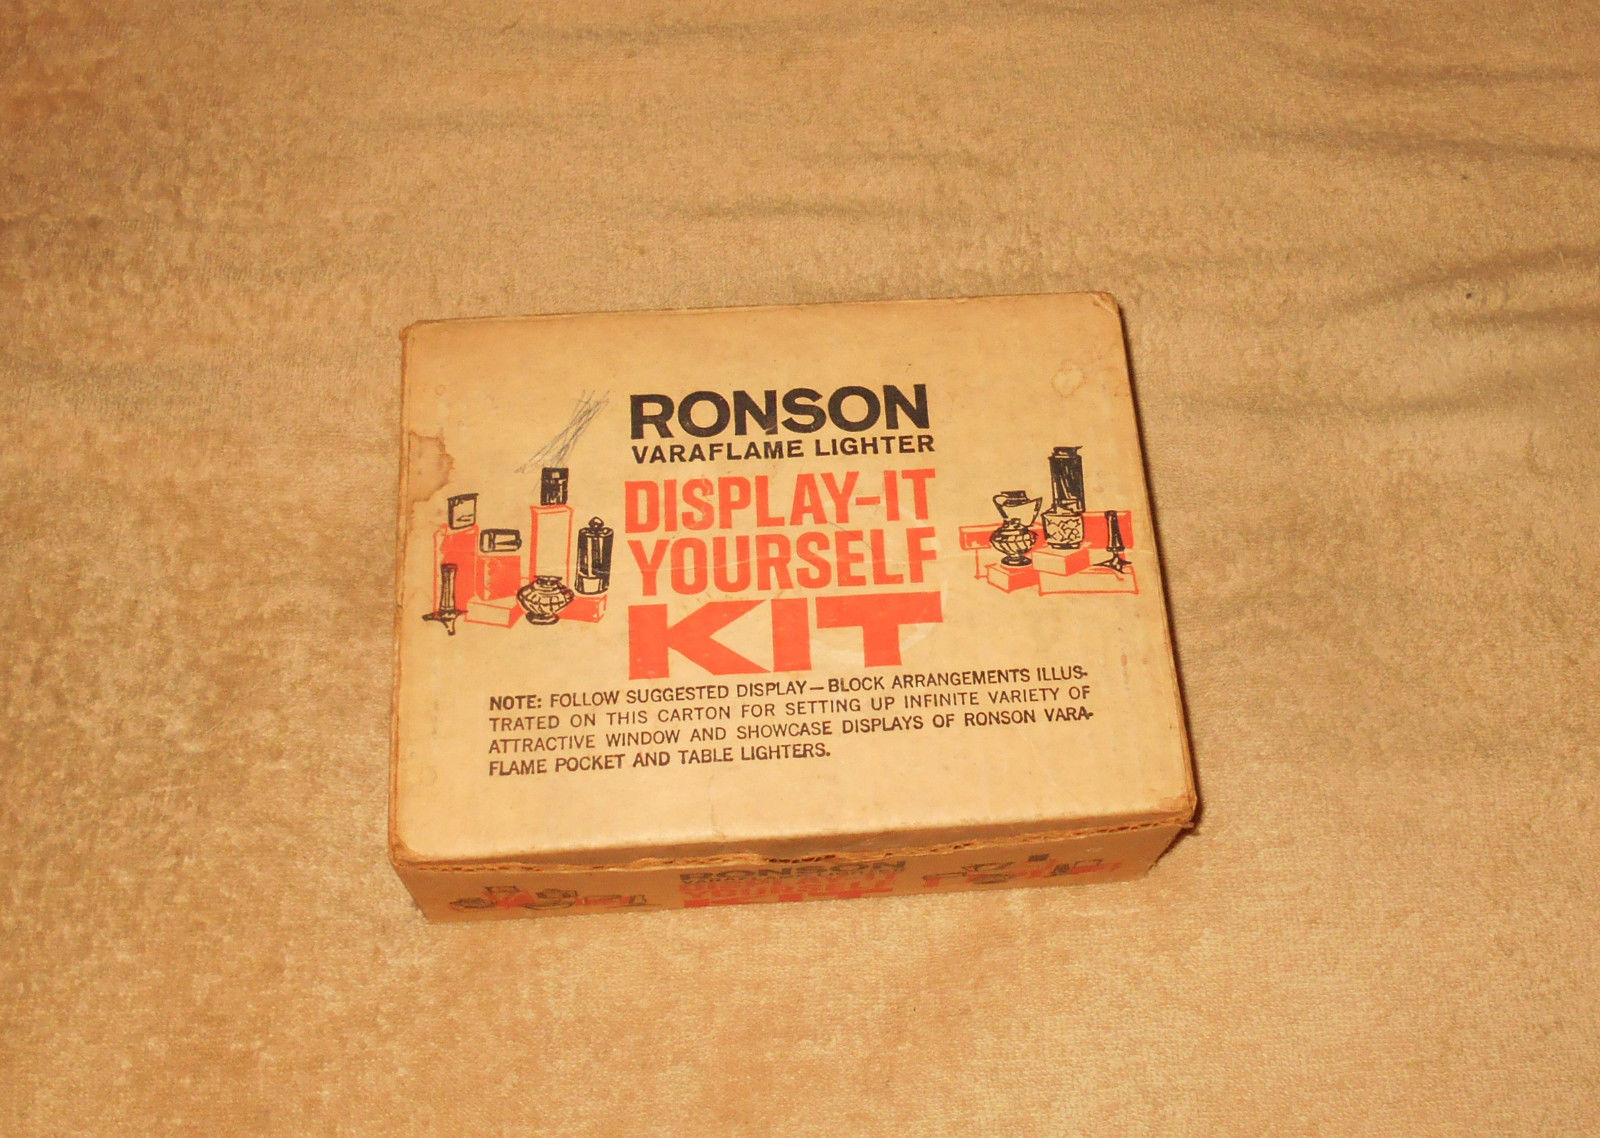 RONSON
VARAFLAME LIGHTER
DISPLAY-IT
YOURSELF
KIT
NOTE: FOLLOW SUGGESTED DISPLAY—BLOCK ARRANGEMENTS ILLUS-
TRATED ON THIS CARTON FOR SETTING UP INFINITE VARIETY OF
ATTRACTIVE WINDOW AND SHOWCASE DISPLAYS OF RONSON VARA-
FLAME POCKET AND TABLE LIGHTERS.
RONSON